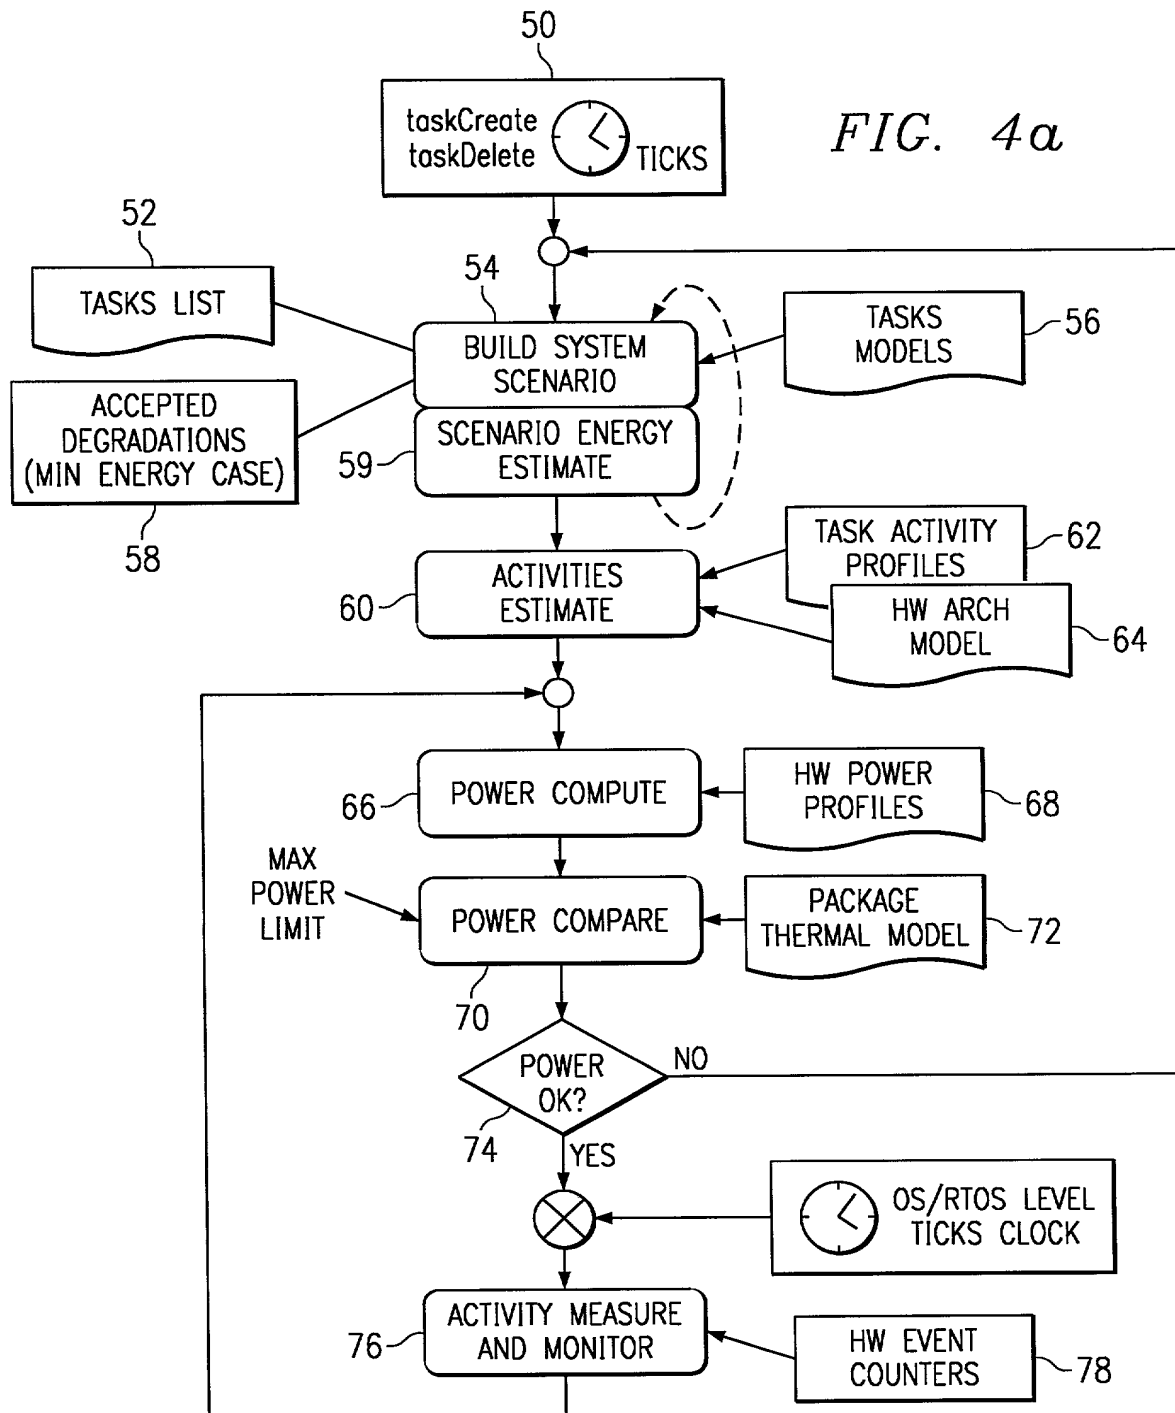 50
taskCreate
taskDelete
TICKS
FIG. 4a
52
TASKS LIST
54
BUILD SYSTEM
SCENARIO
TASKS
MODELS
56
ACCEPTED
DEGRADATIONS
(MIN ENERGY CASE)
58
SCENARIO ENERGY
ESTIMATE
59
ACTIVITIES
ESTIMATE
60
TASK ACTIVITY
PROFILES
62
HW ARCH
MODEL
64
POWER COMPUTE
66
HW POWER
PROFILES
68
MAX
POWER
LIMIT
POWER COMPARE
70
PACKAGE
THERMAL MODEL
72
POWER
OK?
74
NO
YES
OS/RTOS LEVEL
TICKS CLOCK
ACTIVITY MEASURE
AND MONITOR
76
HW EVENT
COUNTERS
78